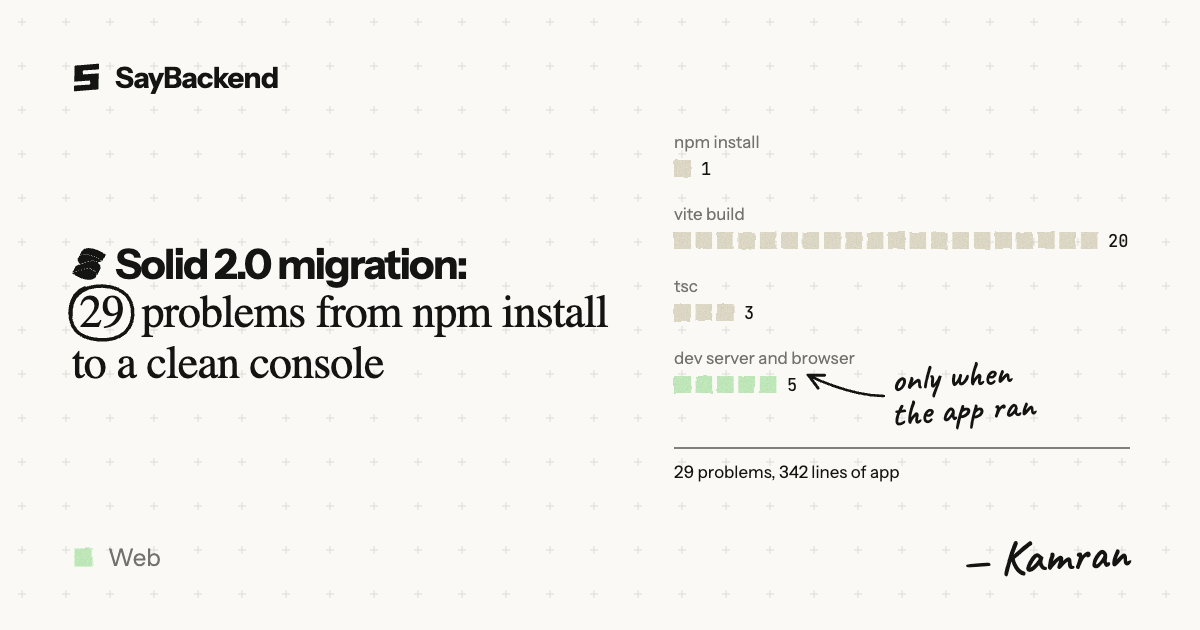 SayBackend
Solid 2.0 migration:
29 problems from npm install
to a clean console
npm install
1
vite build
20
tsc
3
dev server and browser
5
only when
the app ran
29 problems, 342 lines of app
Web
– Kamran